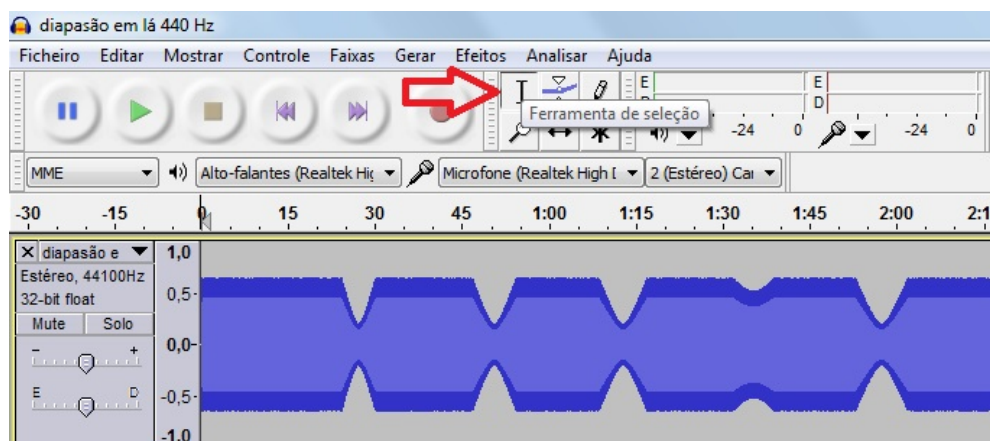 diapasão em lá 440 Hz
Ficheiro Editar Mostrar Controle Faixas Gerar Efeitos Analisar Ajuda
E E
D
Ferramenta de seleção
-24 0 -24 0
MME Alto-falantes (Realtek Hig Microfone (Realtek High 2 (Estéreo) Car
-30 -15 15 30 45 1:00 1:15 1:30 1:45 2:00 2:1
X diapasão e 1,0
Estéreo, 44100Hz
32-bit float 0,5-
Mute Solo
- + 0,0-
E D -0,5-
-1,0